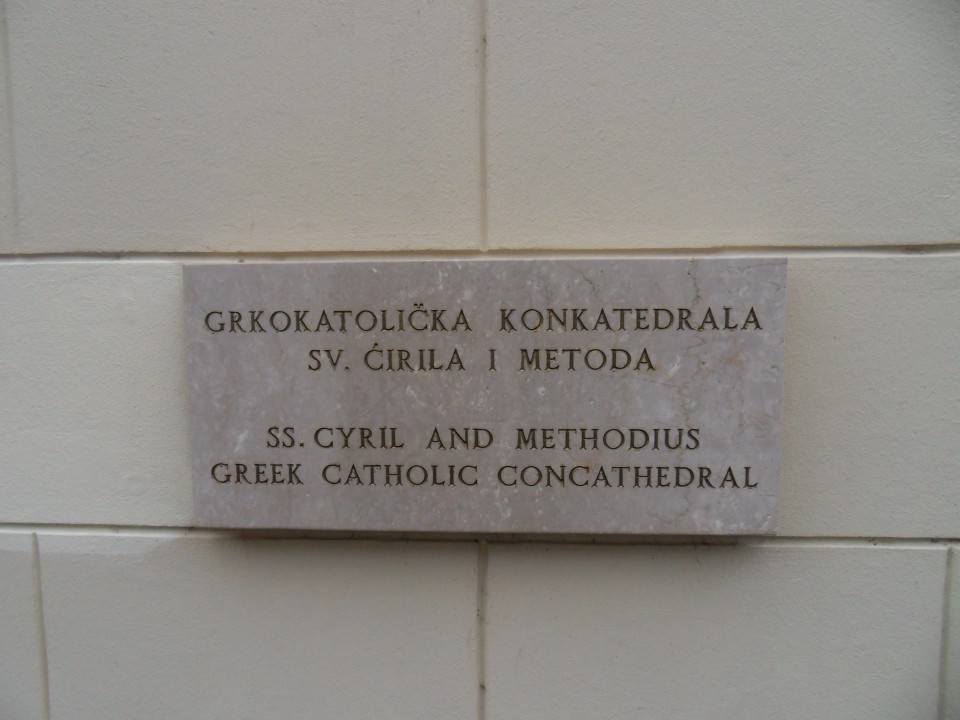 GRKOKATOLIČKA KONKATEDRALA
SV. ĆIRILA I METODA
SS. CYRIL AND METHODIUS
GREEK CATHOLIC CONCATHEDRAL